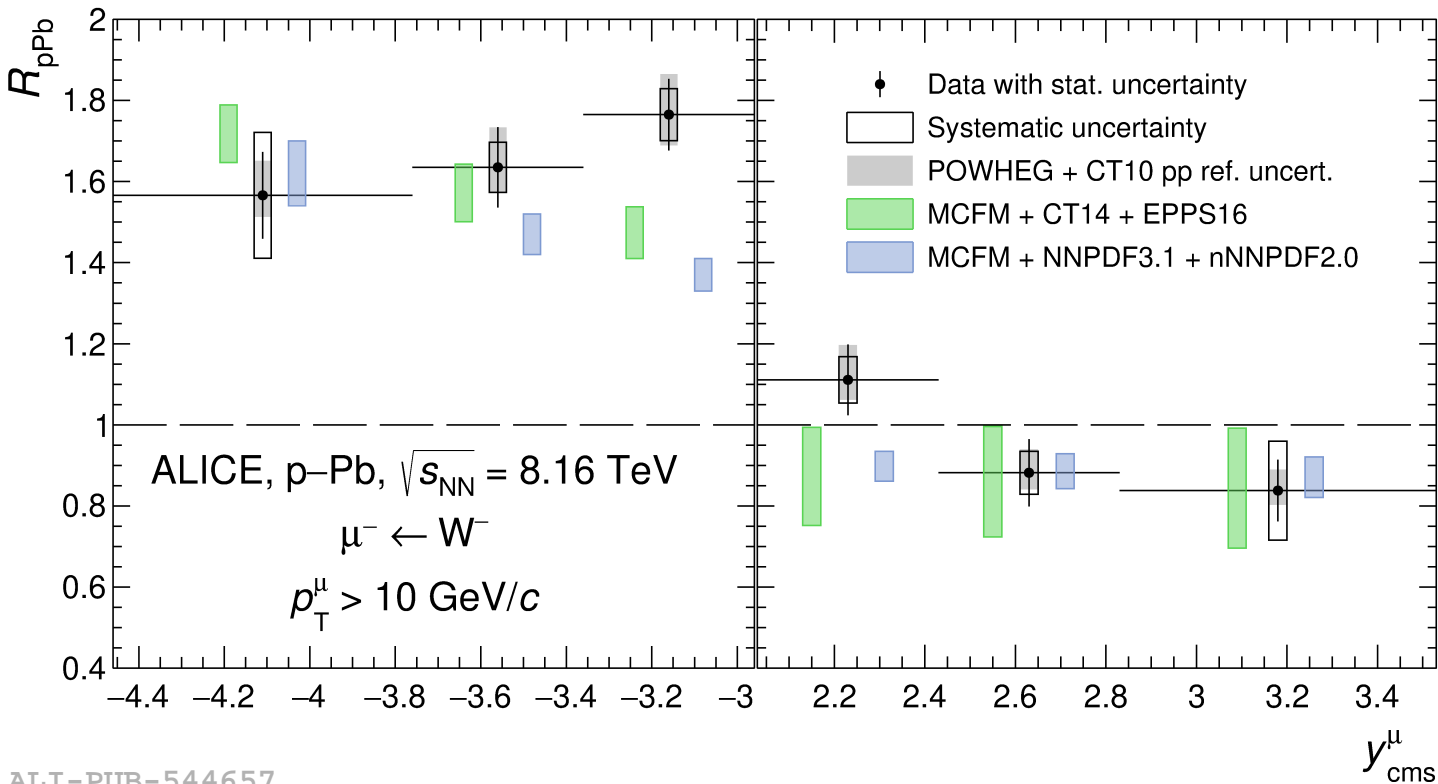 R_pPb
2
1.8
1.6
1.4
1.2
1
0.8
0.6
0.4
Data with stat. uncertainty
Systematic uncertainty
POWHEG + CT10 pp ref. uncert.
MCFM + CT14 + EPPS16
MCFM + NNPDF3.1 + nNNPDF2.0
ALICE, p–Pb, √s_NN = 8.16 TeV
μ⁻ ← W⁻
p_T^μ > 10 GeV/c
−4.4 −4.2 −4 −3.8 −3.6 −3.4 −3.2 −3 2.2 2.4 2.6 2.8 3 3.2 3.4
y_cms^μ
ALI-PUB-544657